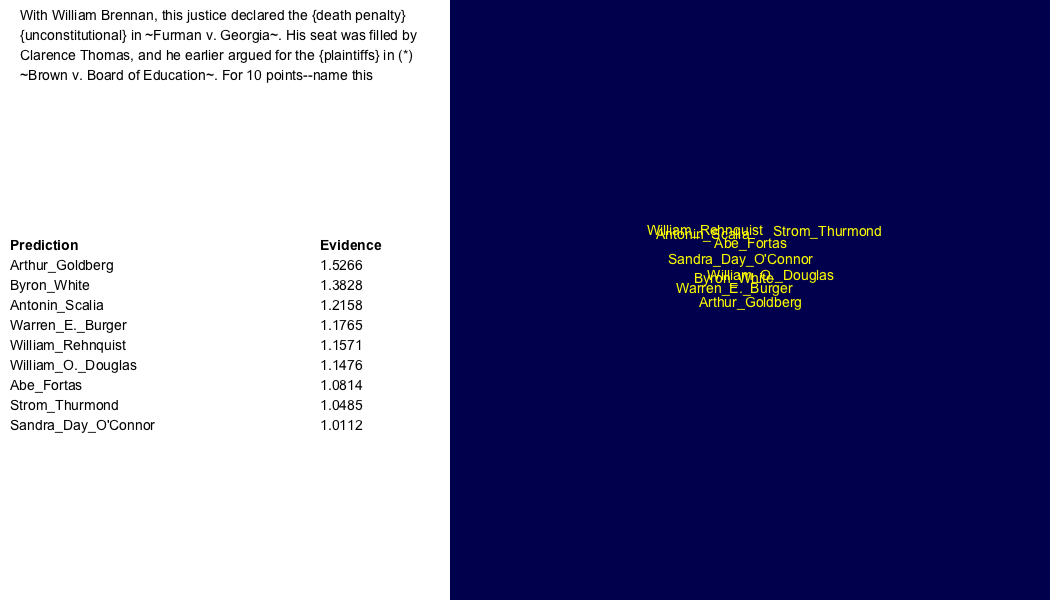 With William Brennan, this justice declared the {death penalty}
{unconstitutional} in ~Furman v. Georgia~. His seat was filled by
Clarence Thomas, and he earlier argued for the {plaintiffs} in (*)
~Brown v. Board of Education~. For 10 points--name this
Prediction Evidence
Arthur_Goldberg 1.5266
Byron_White 1.3828
Antonin_Scalia 1.2158
Warren_E._Burger 1.1765
William_Rehnquist 1.1571
William_O._Douglas 1.1476
Abe_Fortas 1.0814
Strom_Thurmond 1.0485
Sandra_Day_O'Connor 1.0112
William_Rehnquist Strom_Thurmond
Antonin_Scalia
Abe_Fortas
Sandra_Day_O'Connor
William_O._Douglas
Byron_White
Warren_E._Burger
Arthur_Goldberg